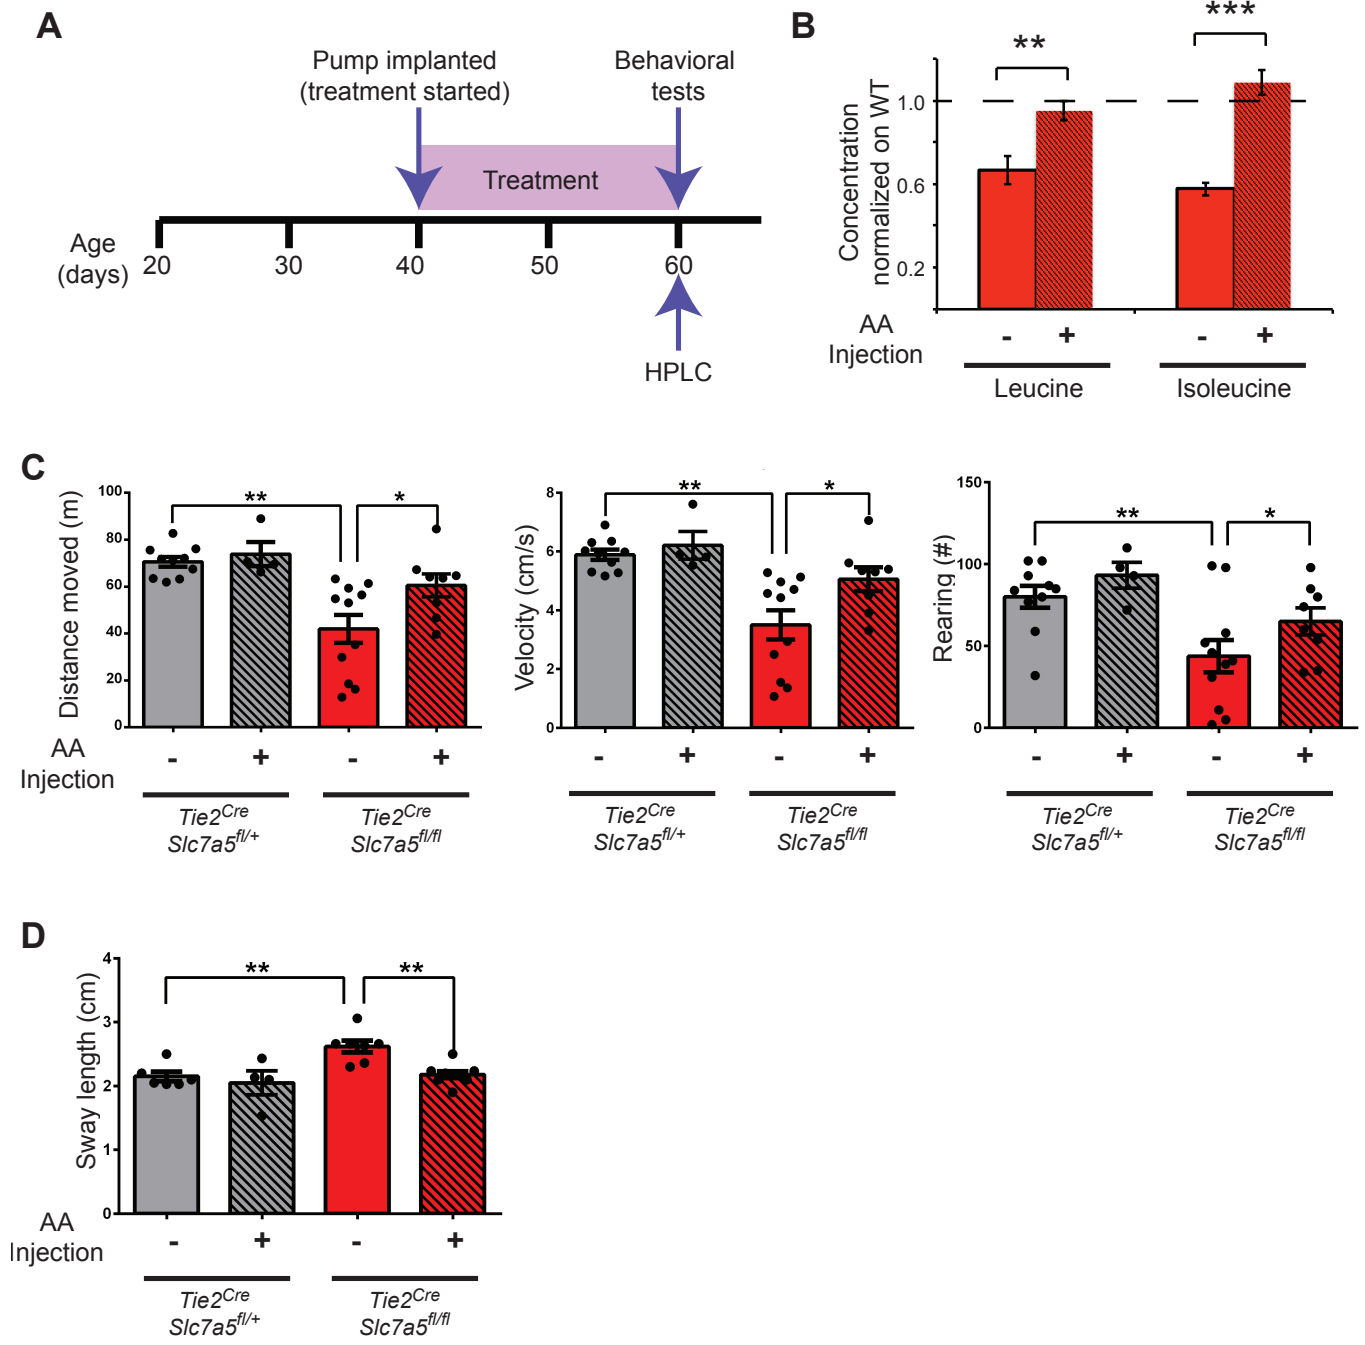 A
Pump implanted
(treatment started)
Behavioral
tests
Treatment
Age
(days)
20
30
40
50
60
HPLC
B
**
***
Concentration
normalized on WT
1.0
0.6
0.2
AA
Injection
- + - +
Leucine
Isoleucine
C
Distance moved (m)
100
80
60
40
20
0
** *
AA
Injection
- + - +
Tie2Cre
Slc7a5fl/+
Tie2Cre
Slc7a5fl/fl
Velocity (cm/s)
8
6
4
2
0
** *
- + - +
Tie2Cre
Slc7a5fl/+
Tie2Cre
Slc7a5fl/fl
Rearing (#)
150
100
50
0
** *
- + - +
Tie2Cre
Slc7a5fl/+
Tie2Cre
Slc7a5fl/fl
D
Sway length (cm)
4
3
2
1
0
** **
AA
Injection
- + - +
Tie2Cre
Slc7a5fl/+
Tie2Cre
Slc7a5fl/fl